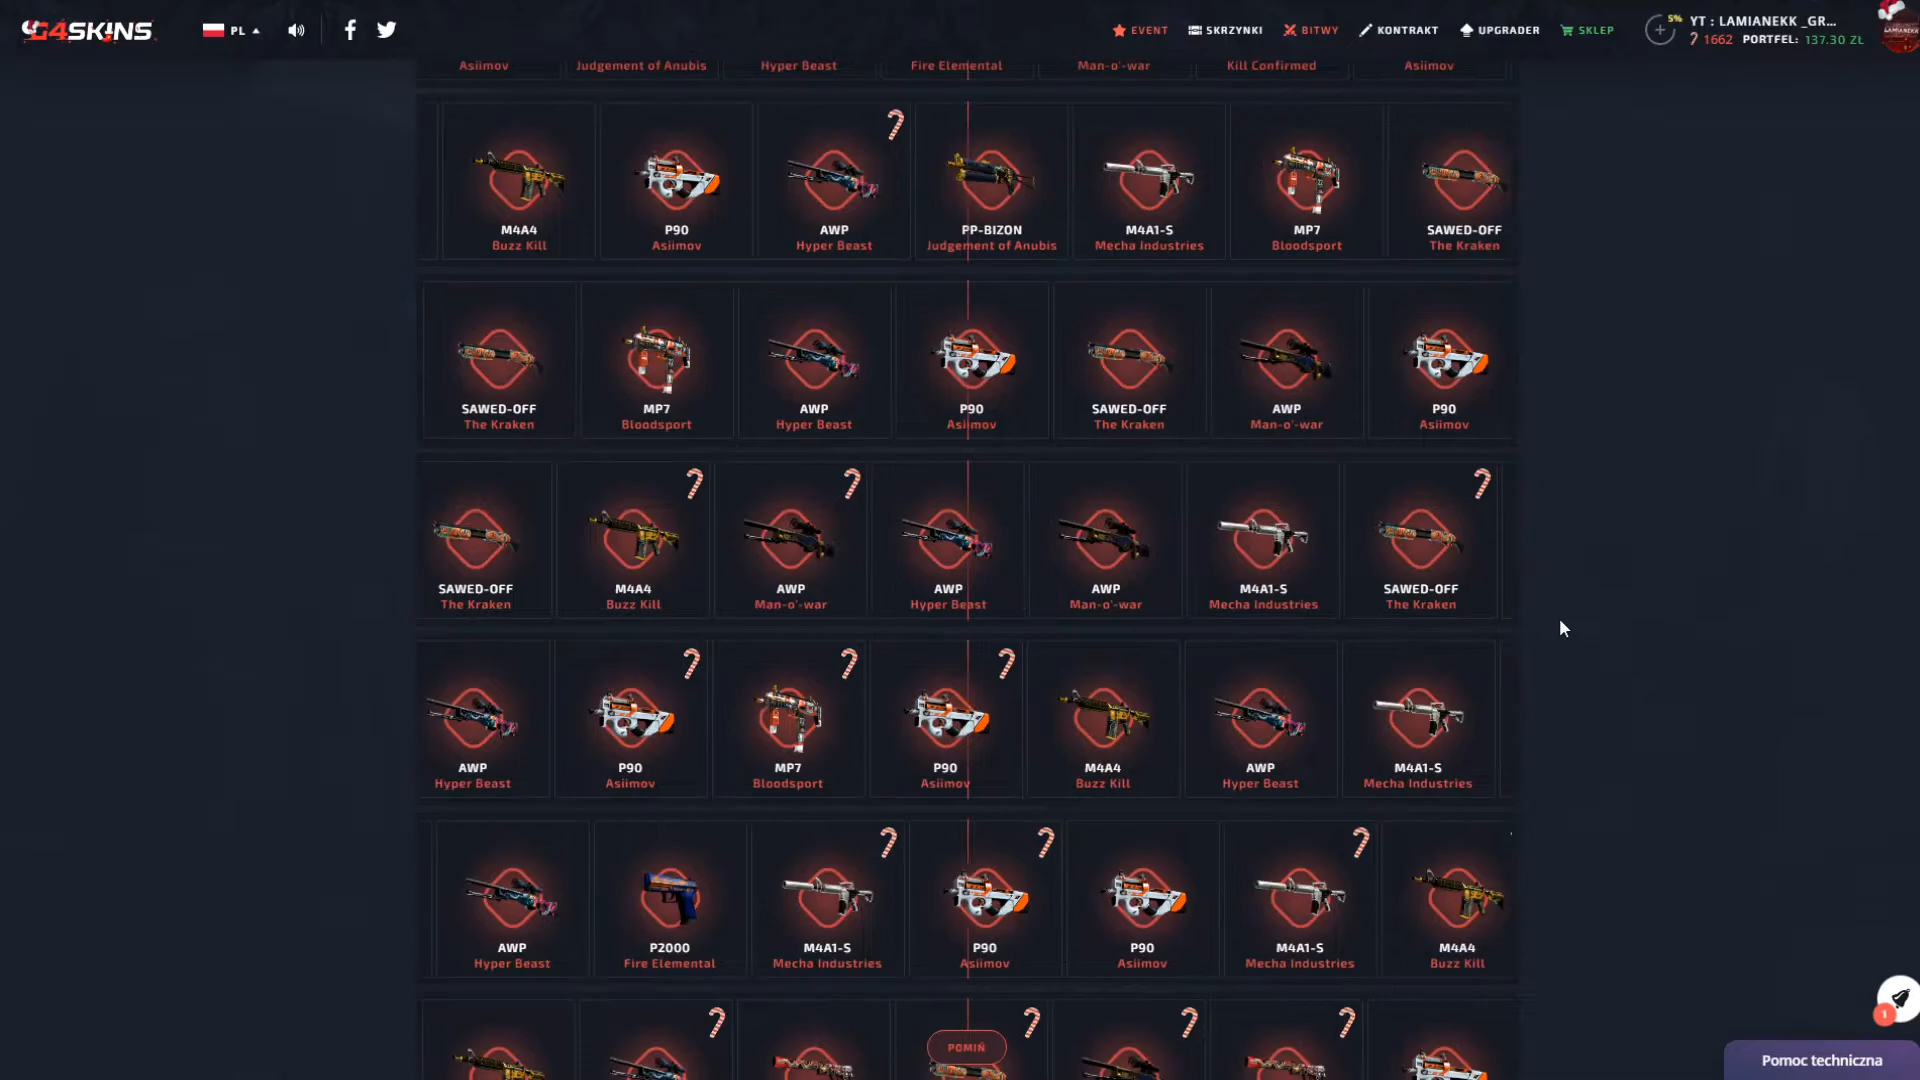 G4SKINS
PL
EVENT
SKRZYNKI
BITWY
KONTRAKT
UPGRADER
SKLEP
5%
YT : LAMIANEKK _GR...
1662 PORTFEL: 137.30 ZŁ
Asiimov
Judgement of Anubis
Hyper Beast
Fire Elemental
Man-o'-war
Kill Confirmed
Asiimov
M4A4
Buzz Kill
P90
Asiimov
AWP
Hyper Beast
PP-BIZON
Judgement of Anubis
M4A1-S
Mecha Industries
MP7
Bloodsport
SAWED-OFF
The Kraken
SAWED-OFF
The Kraken
MP7
Bloodsport
AWP
Hyper Beast
P90
Asiimov
SAWED-OFF
The Kraken
AWP
Man-o'-war
P90
Asiimov
SAWED-OFF
The Kraken
M4A4
Buzz Kill
AWP
Man-o'-war
AWP
Hyper Beast
AWP
Man-o'-war
M4A1-S
Mecha Industries
SAWED-OFF
The Kraken
AWP
Hyper Beast
P90
Asiimov
MP7
Bloodsport
P90
Asiimov
M4A4
Buzz Kill
AWP
Hyper Beast
M4A1-S
Mecha Industries
AWP
Hyper Beast
P2000
Fire Elemental
M4A1-S
Mecha Industries
P90
Asiimov
P90
Asiimov
M4A1-S
Mecha Industries
M4A4
Buzz Kill
POMIŃ
1
Pomoc techniczna